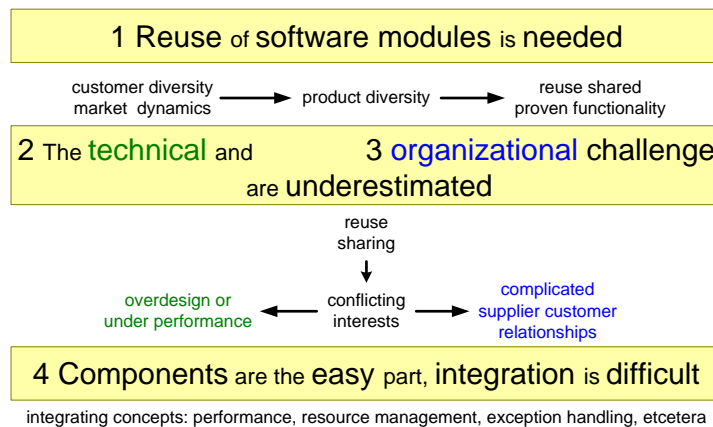 1 Reuse of software modules is needed
customer diversity
market dynamics
product diversity
reuse shared
proven functionality
2 The technical and 3 organizational challenge
are underestimated
reuse
sharing
overdesign or
under performance
conflicting
interests
complicated
supplier customer
relationships
4 Components are the easy part, integration is difficult
integrating concepts: performance, resource management, exception handling, etcetera